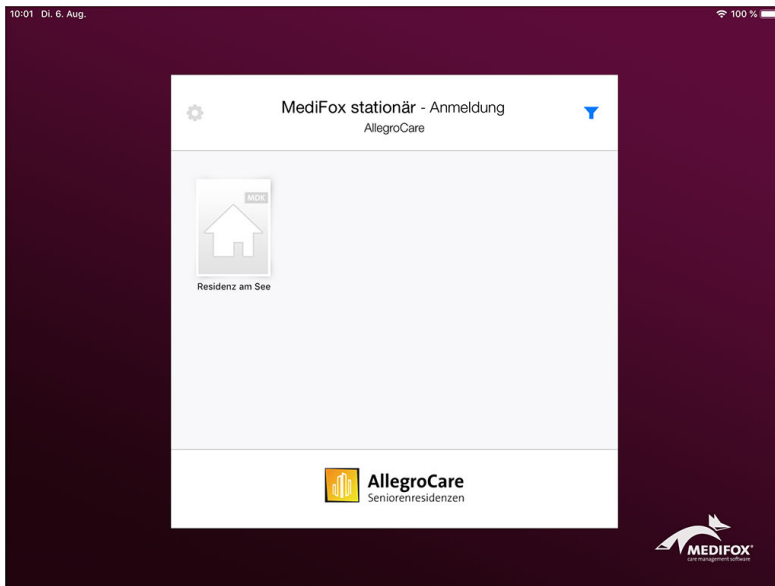 10:01 Di. 6. Aug.
100 %
MediFox stationär - Anmeldung
AllegroCare
MDK
Residenz am See
AllegroCare
Seniorenresidenzen
MEDIFOX®
care management software